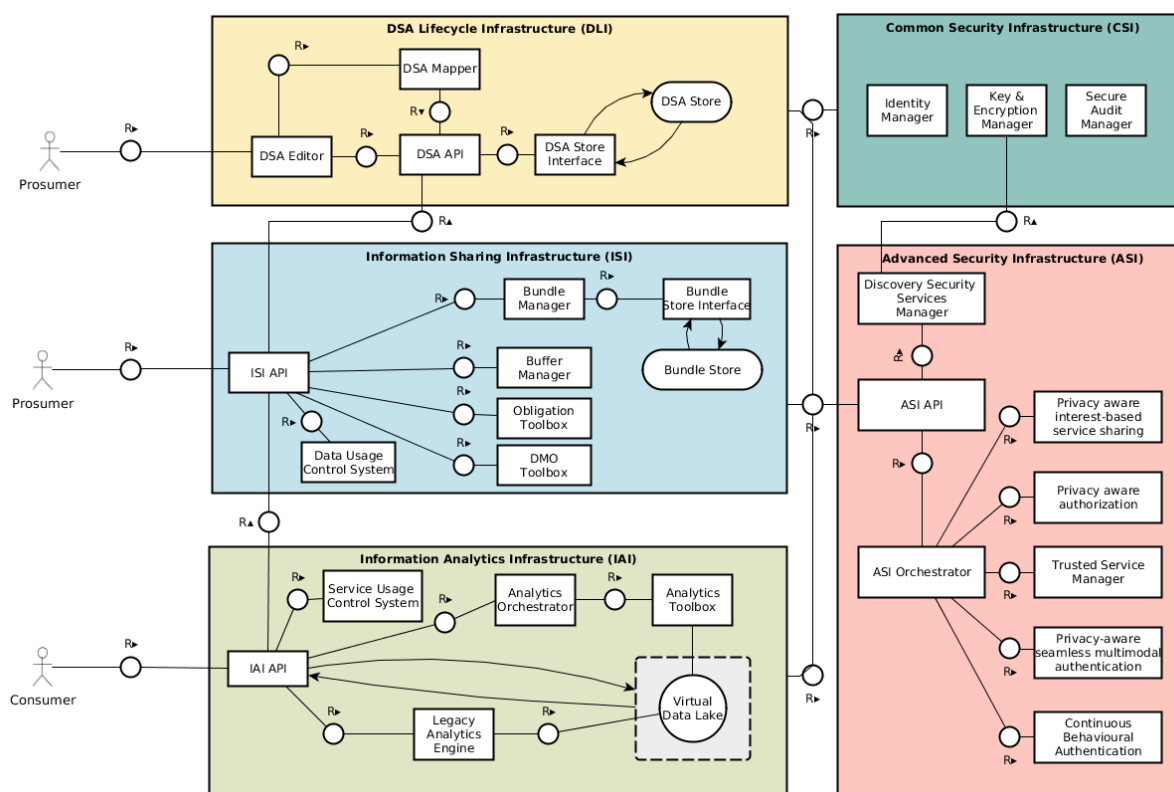 DSA Lifecycle Infrastructure (DLI)
R▸
DSA Mapper
R▾
DSA Store
Prosumer
R▸
DSA Editor
R▸
DSA API
R▸
DSA Store
Interface
R▴
Common Security Infrastructure (CSI)
Identity
Manager
Key &
Encryption
Manager
Secure
Audit
Manager
R▸
R▴
Information Sharing Infrastructure (ISI)
R▸
Bundle
Manager
R▸
Bundle
Store Interface
Bundle Store
Prosumer
R▸
ISI API
R▸
Buffer
Manager
R▸
Obligation
Toolbox
R▸
Data Usage
Control System
R▸
DMO
Toolbox
R▸
R▴
Advanced Security Infrastructure (ASI)
Discovery Security
Services
Manager
R▸
ASI API
R▸
ASI Orchestrator
Privacy aware
interest-based
service sharing
R▸
Privacy aware
authorization
R▸
Trusted Service
Manager
R▸
Privacy-aware
seamless multimodal
authentication
R▸
Continuous
Behavioural
Authentication
R▸
Information Analytics Infrastructure (IAI)
R▸
Service Usage
Control System
R▸
Analytics
Orchestrator
R▸
Analytics
Toolbox
Consumer
R▸
IAI API
Virtual
Data Lake
R▸
Legacy
Analytics
Engine
R▸
R▸